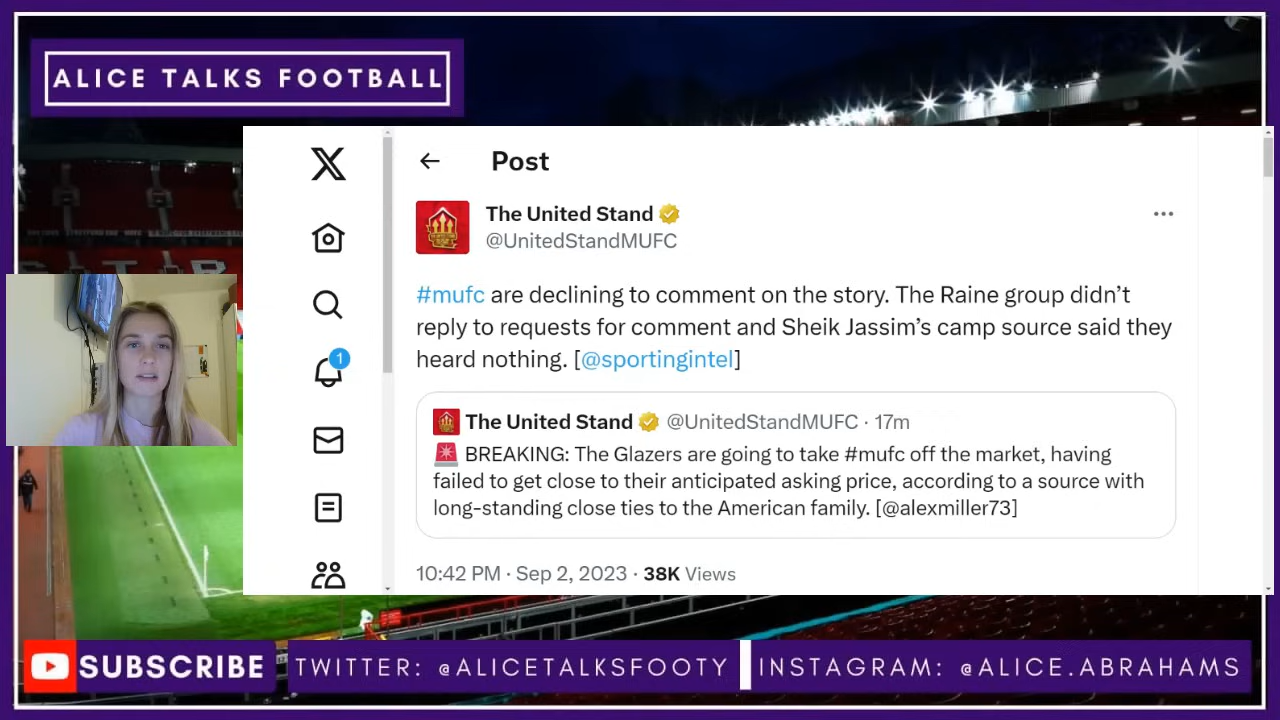 ALICE TALKS FOOTBALL
Post
The United Stand
@UnitedStandMUFC
#mufc are declining to comment on the story. The Raine group didn’t
reply to requests for comment and Sheik Jassim’s camp source said they
heard nothing. [@sportingintel]
1
The United Stand @UnitedStandMUFC · 17m
BREAKING: The Glazers are going to take #mufc off the market, having
failed to get close to their anticipated asking price, according to a source with
long-standing close ties to the American family. [@alexmiller73]
10:42 PM · Sep 2, 2023 · 38K Views
SUBSCRIBE
TWITTER: @ALICETALKSFOOTY
INSTAGRAM: @ALICE.ABRAHAMS